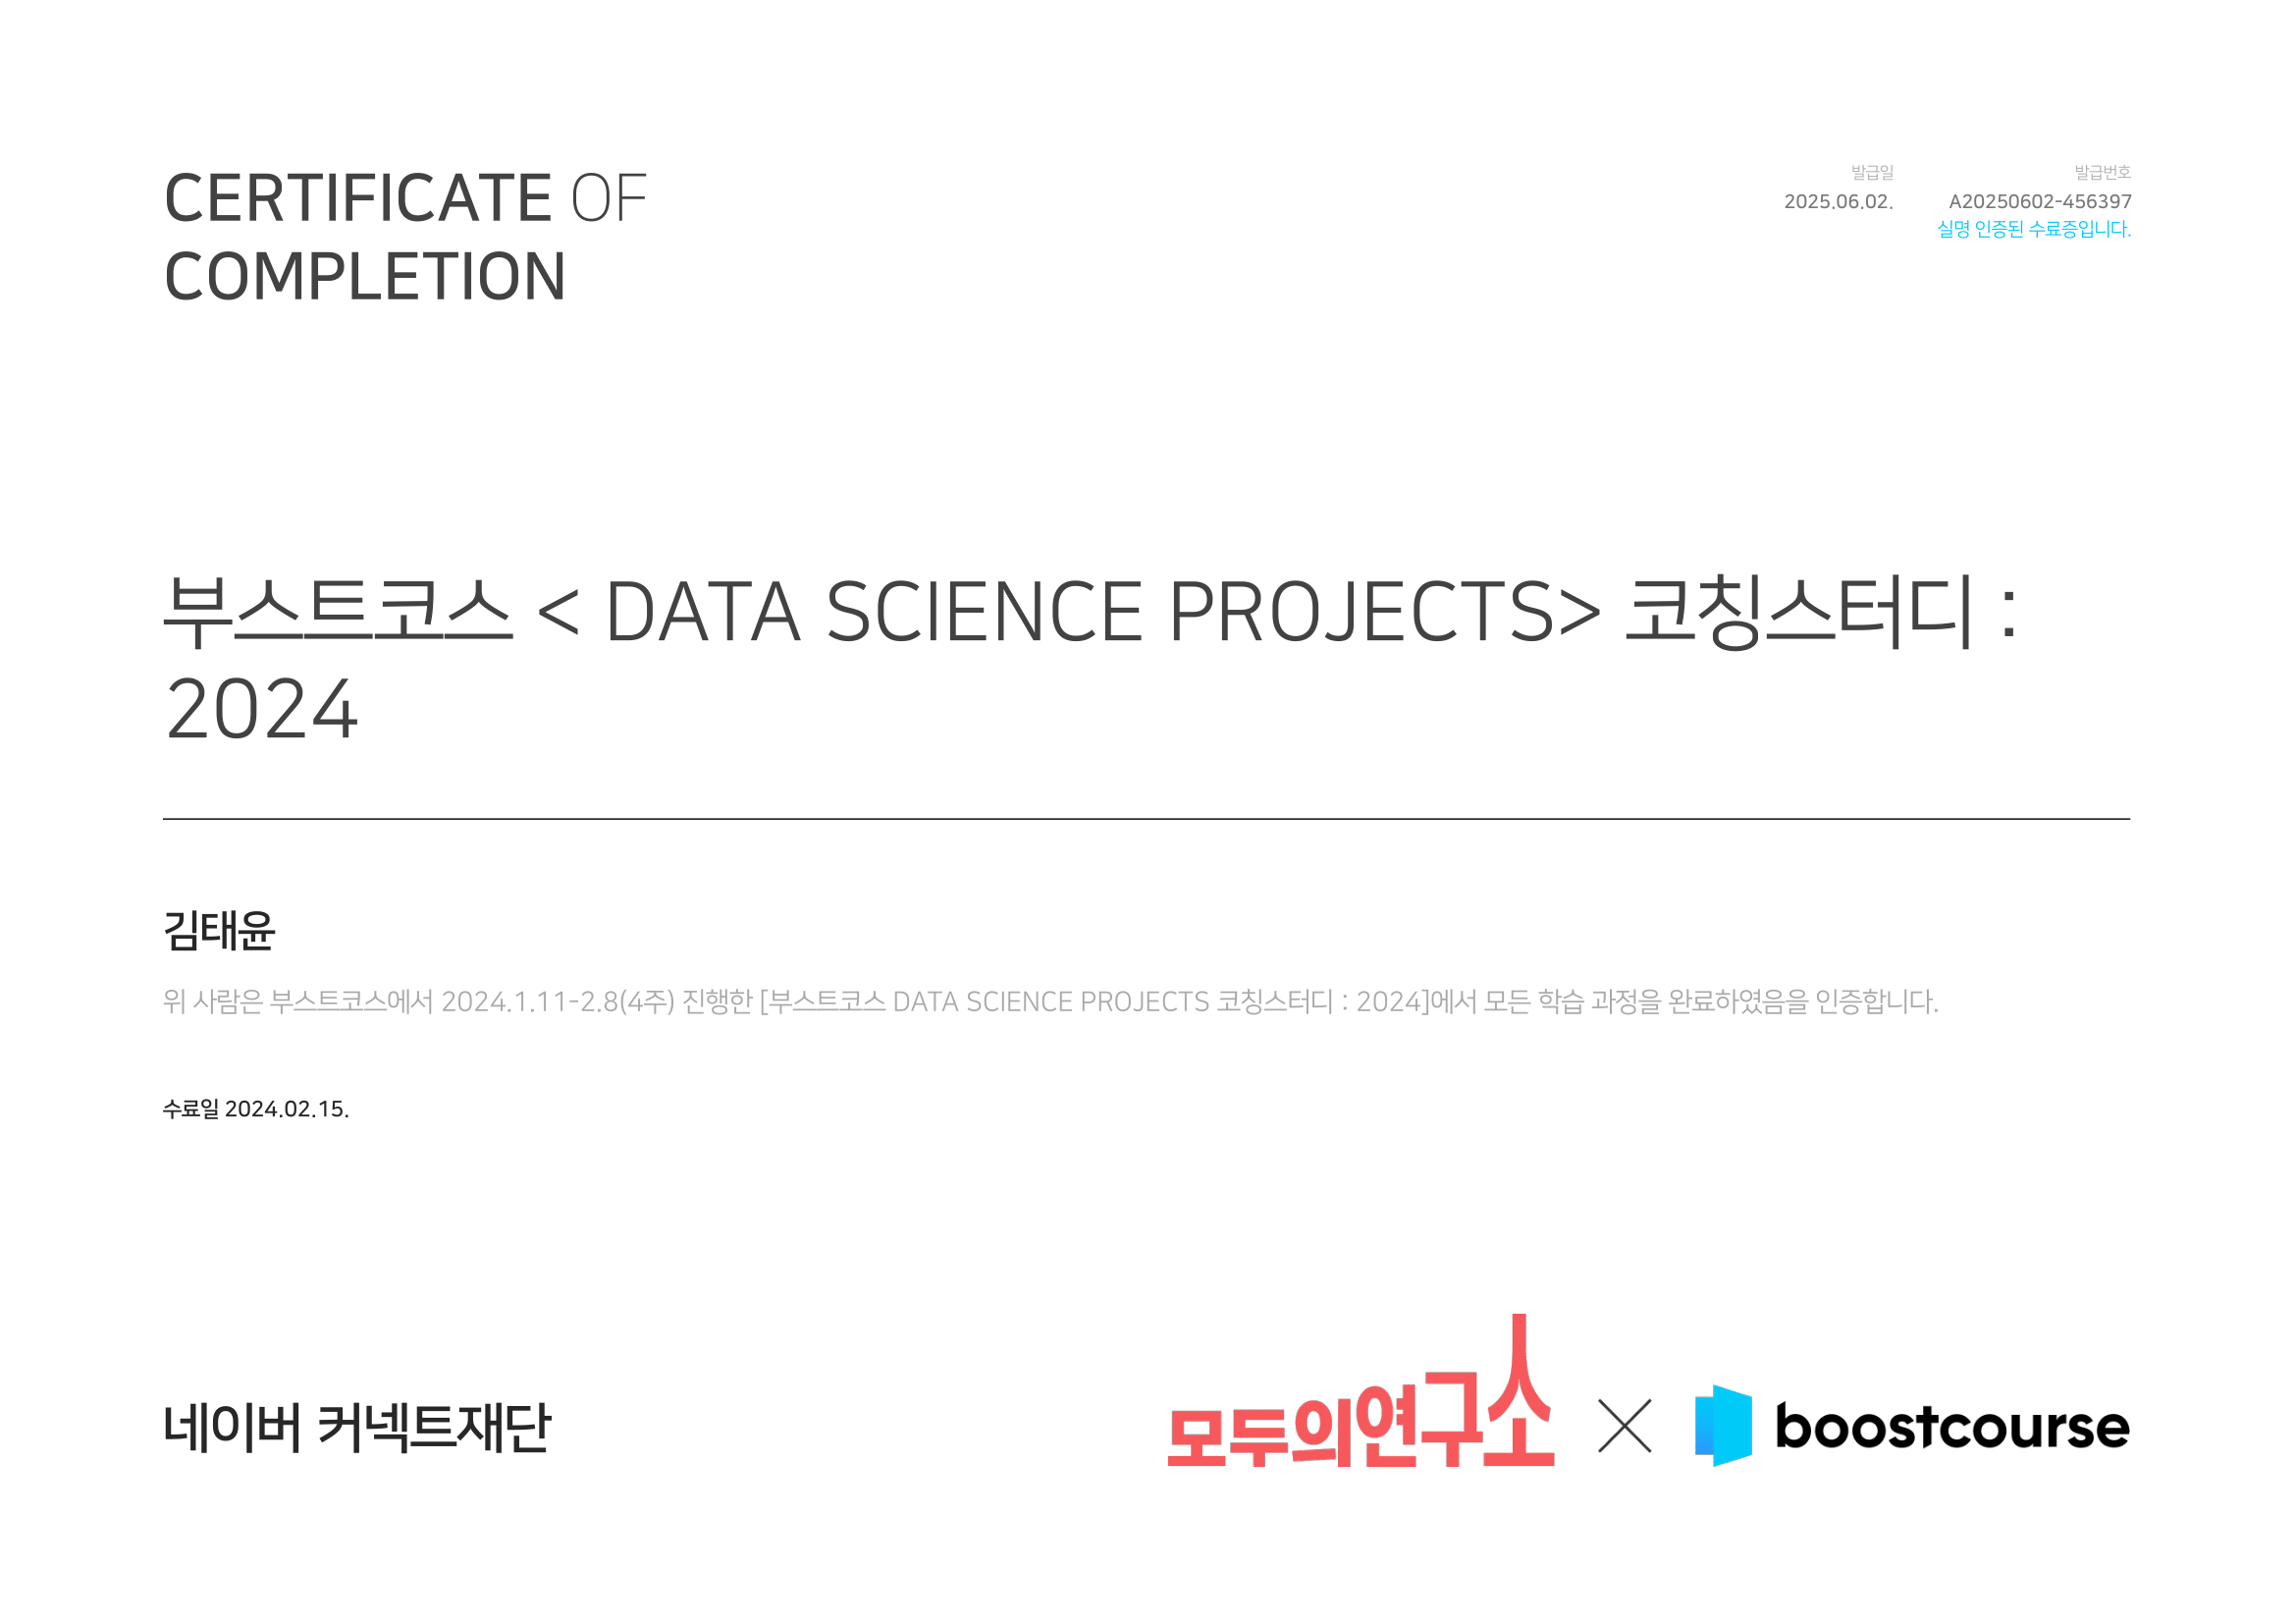 CERTIFICATE OF
COMPLETION
발급일
2025.06.02.
발급번호
A20250602-456397
실명 인증된 수료증입니다.
부스트코스 < DATA SCIENCE PROJECTS> 코칭스터디 :
2024
김태윤
위 사람은 부스트코스에서 2024.1.11-2.8(4주) 진행한 [부스트코스 DATA SCIENCE PROJECTS 코칭스터디 : 2024]에서 모든 학습 과정을 완료하였음을 인증합니다.
수료일 2024.02.15.
네이버 커넥트재단
모두의연구소
boostcourse